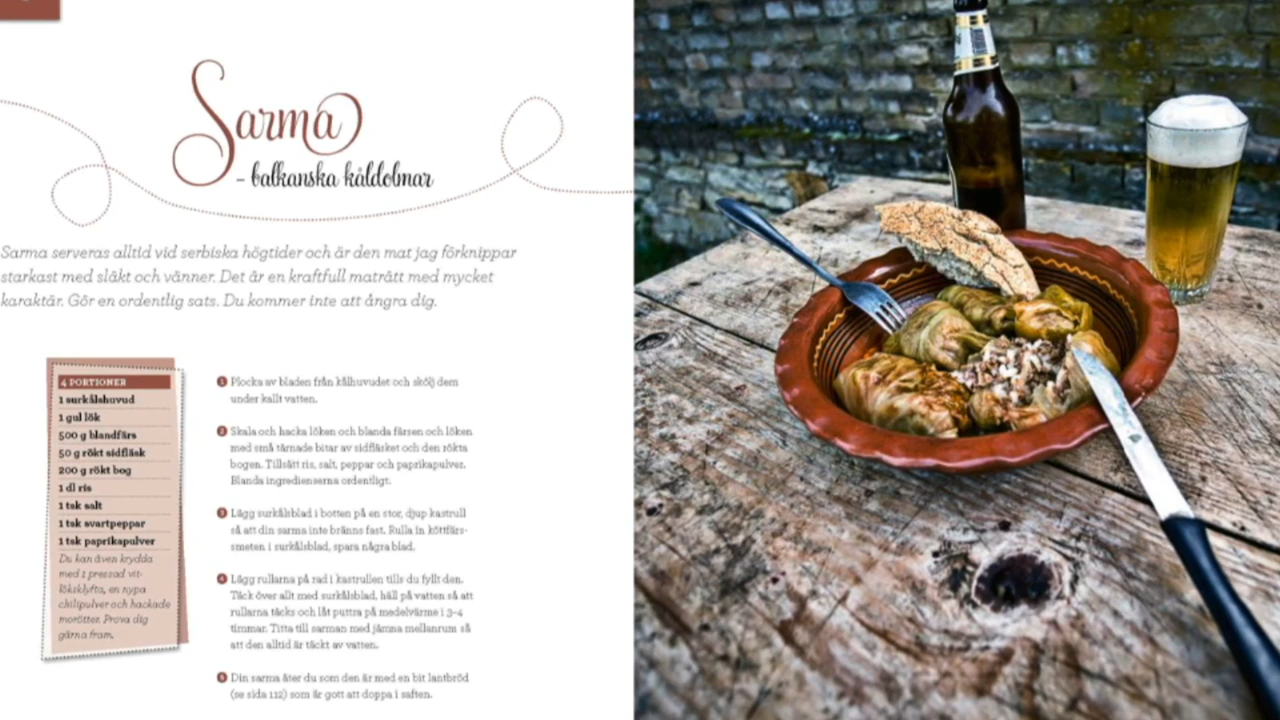 Sarma
– balkanska kåldolmar
Sarma serveras alltid vid serbiska högtider och är den mat jag förknippar
starkast med släkt och vänner. Det är en kraftfull maträtt med mycket
karaktär. Gör en ordentlig sats. Du kommer inte att ångra dig.
4 PORTIONER
1 surkålshuvud
1 gul lök
500 g blandfärs
50 g rökt sidfläsk
200 g rökt bog
1 dl ris
1 tsk salt
1 tsk svartpeppar
1 tsk paprikapulver
Du kan även krydda
med 1 pressad vit-
löksklyfta, en nypa
chilipulver och hackade
morötter. Prova dig
gärna fram.
1 Plocka av bladen från kålhuvudet och skölj dem
under kallt vatten.
2 Skala och hacka löken och blanda färsen och löken
med små tärnade bitar av sidfläsket och den rökta
bogen. Tillsätt ris, salt, peppar och paprikapulver.
Blanda ingredienserna ordentligt.
3 Lägg surkålsblad i botten på en stor, djup kastrull
så att din sarma inte bränns fast. Rulla in köttfärs-
smeten i surkålsblad, spara några blad.
4 Lägg rullarna på rad i kastrullen tills du fyllt den.
Täck över allt med surkålsblad, häll på vatten så att
rullarna täcks och låt puttra på medelvärme i 3–4
timmar. Titta till sarman med jämna mellanrum så
att den alltid är täckt av vatten.
5 Din sarma äter du som den är med en bit lantbröd
(se sida 112) som är gott att doppa i saften.